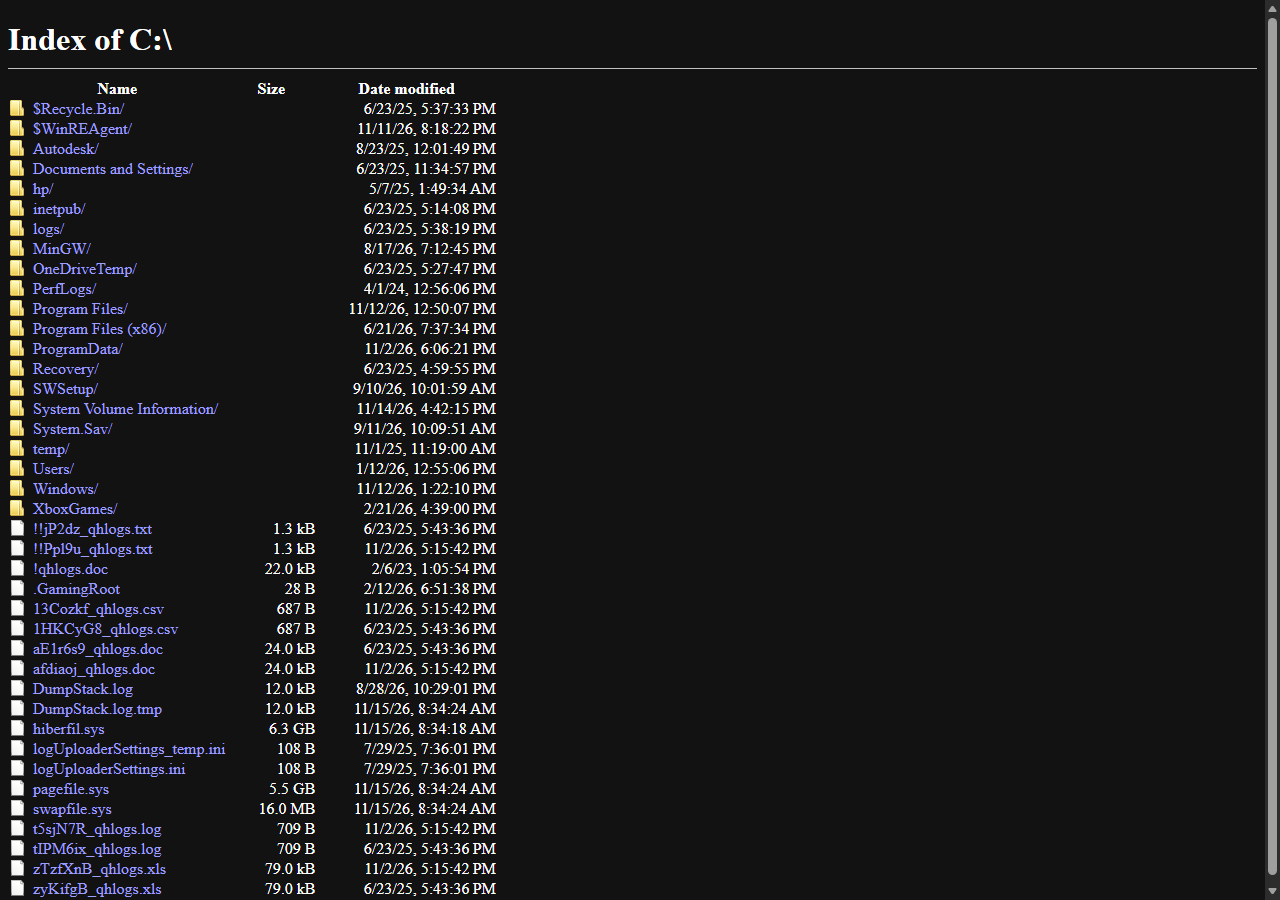 Index of C:\
Name Size Date modified
$Recycle.Bin/ 6/23/25, 5:37:33 PM
$WinREAgent/ 11/11/26, 8:18:22 PM
Autodesk/ 8/23/25, 12:01:49 PM
Documents and Settings/ 6/23/25, 11:34:57 PM
hp/ 5/7/25, 1:49:34 AM
inetpub/ 6/23/25, 5:14:08 PM
logs/ 6/23/25, 5:38:19 PM
MinGW/ 8/17/26, 7:12:45 PM
OneDriveTemp/ 6/23/25, 5:27:47 PM
PerfLogs/ 4/1/24, 12:56:06 PM
Program Files/ 11/12/26, 12:50:07 PM
Program Files (x86)/ 6/21/26, 7:37:34 PM
ProgramData/ 11/2/26, 6:06:21 PM
Recovery/ 6/23/25, 4:59:55 PM
SWSetup/ 9/10/26, 10:01:59 AM
System Volume Information/ 11/14/26, 4:42:15 PM
System.Sav/ 9/11/26, 10:09:51 AM
temp/ 11/1/25, 11:19:00 AM
Users/ 1/12/26, 12:55:06 PM
Windows/ 11/12/26, 1:22:10 PM
XboxGames/ 2/21/26, 4:39:00 PM
!!jP2dz_qhlogs.txt 1.3 kB 6/23/25, 5:43:36 PM
!!Ppl9u_qhlogs.txt 1.3 kB 11/2/26, 5:15:42 PM
!qhlogs.doc 22.0 kB 2/6/23, 1:05:54 PM
.GamingRoot 28 B 2/12/26, 6:51:38 PM
13Cozkf_qhlogs.csv 687 B 11/2/26, 5:15:42 PM
1HKCyG8_qhlogs.csv 687 B 6/23/25, 5:43:36 PM
aE1r6s9_qhlogs.doc 24.0 kB 6/23/25, 5:43:36 PM
afdiaoj_qhlogs.doc 24.0 kB 11/2/26, 5:15:42 PM
DumpStack.log 12.0 kB 8/28/26, 10:29:01 PM
DumpStack.log.tmp 12.0 kB 11/15/26, 8:34:24 AM
hiberfil.sys 6.3 GB 11/15/26, 8:34:18 AM
logUploaderSettings_temp.ini 108 B 7/29/25, 7:36:01 PM
logUploaderSettings.ini 108 B 7/29/25, 7:36:01 PM
pagefile.sys 5.5 GB 11/15/26, 8:34:24 AM
swapfile.sys 16.0 MB 11/15/26, 8:34:24 AM
t5sjN7R_qhlogs.log 709 B 11/2/26, 5:15:42 PM
tIPM6ix_qhlogs.log 709 B 6/23/25, 5:43:36 PM
zTzfXnB_qhlogs.xls 79.0 kB 11/2/26, 5:15:42 PM
zyKifgB_qhlogs.xls 79.0 kB 6/23/25, 5:43:36 PM